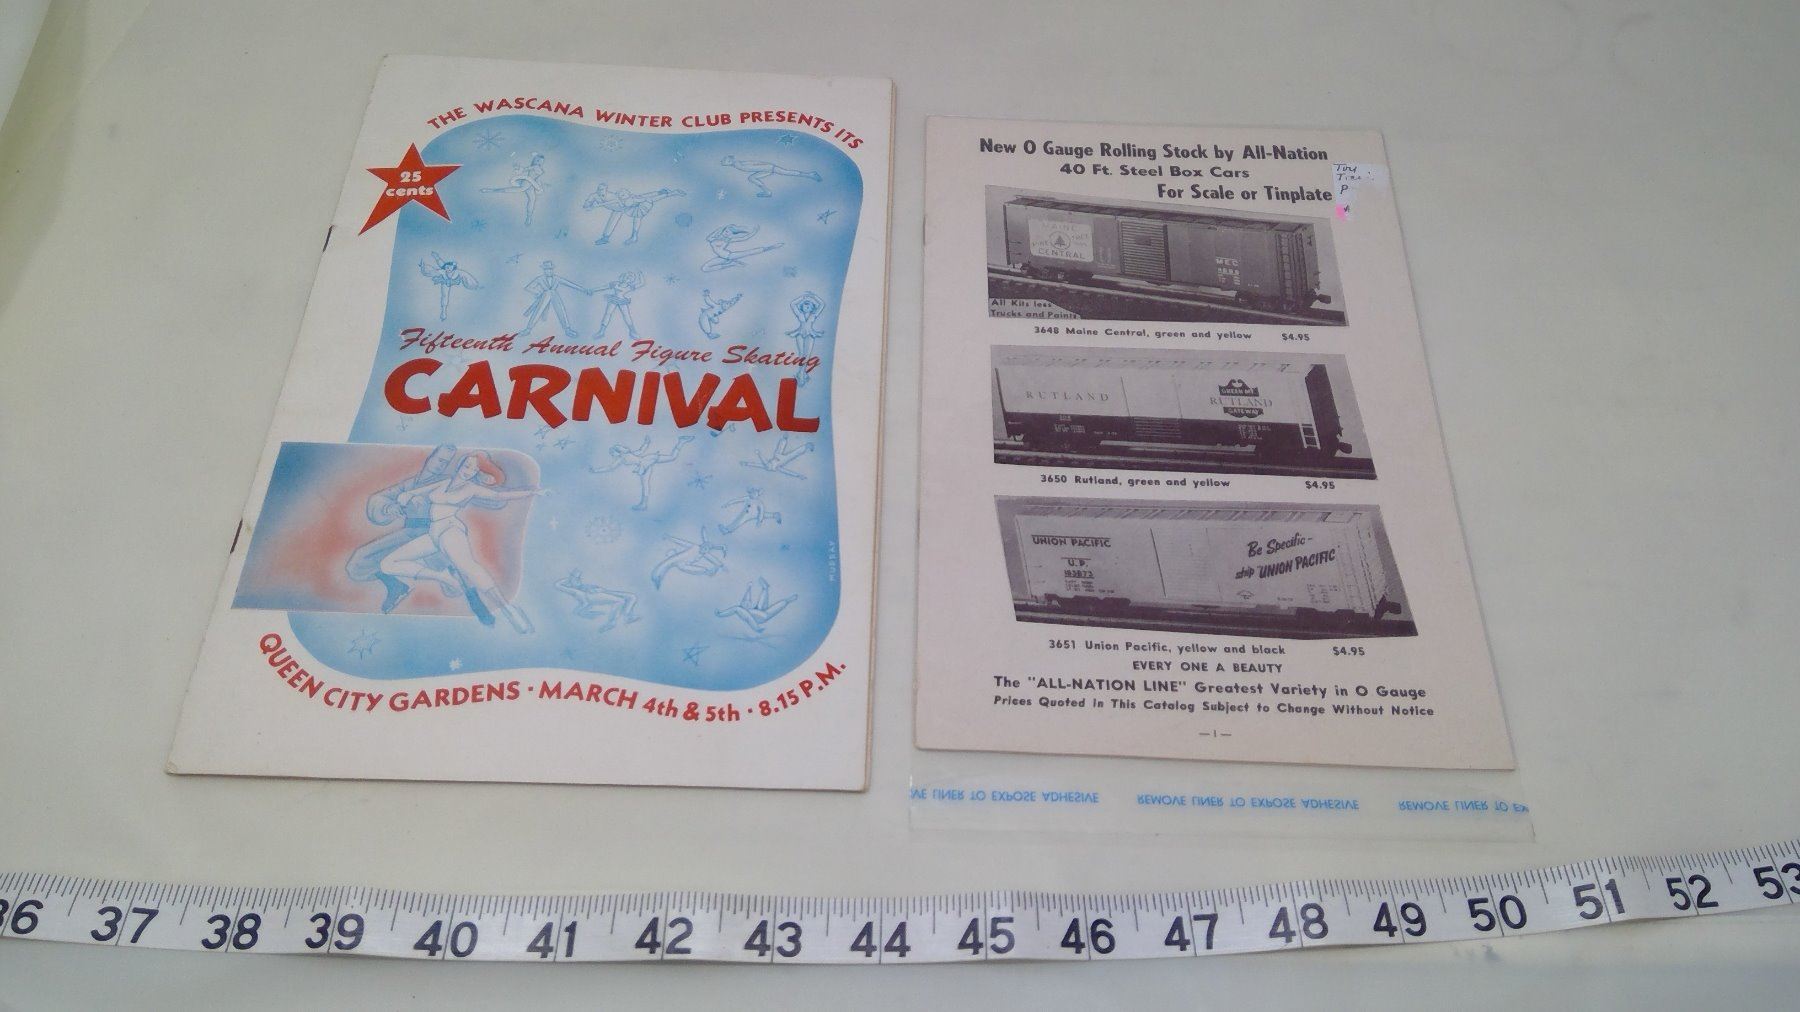 THE WASCANA WINTER CLUB PRESENTS ITS
25
cents
Fifteenth Annual Figure Skating
CARNIVAL
MURRAY
QUEEN CITY GARDENS · MARCH 4th & 5th · 8.15 P.M.
New O Gauge Rolling Stock by All-Nation
40 Ft. Steel Box Cars
For Scale or Tinplate
Toy
P
MAINE
CENTRAL
MEC
All Kits less
Trucks and Paint
3648 Maine Central, green and yellow $4.95
RUTLAND
GREEN MT
RUTLAND
GATEWAY
3650 Rutland, green and yellow $4.95
UNION PACIFIC
U.P.
Be Specific-
ship UNION PACIFIC
3651 Union Pacific, yellow and black $4.95
EVERY ONE A BEAUTY
The "ALL-NATION LINE" Greatest Variety in O Gauge
Prices Quoted in This Catalog Subject to Change Without Notice
—1—
REMOVE LINER TO EXPOSE ADHESIVE
36 37 38 39 40 41 42 43 44 45 46 47 48 49 50 51 52 53